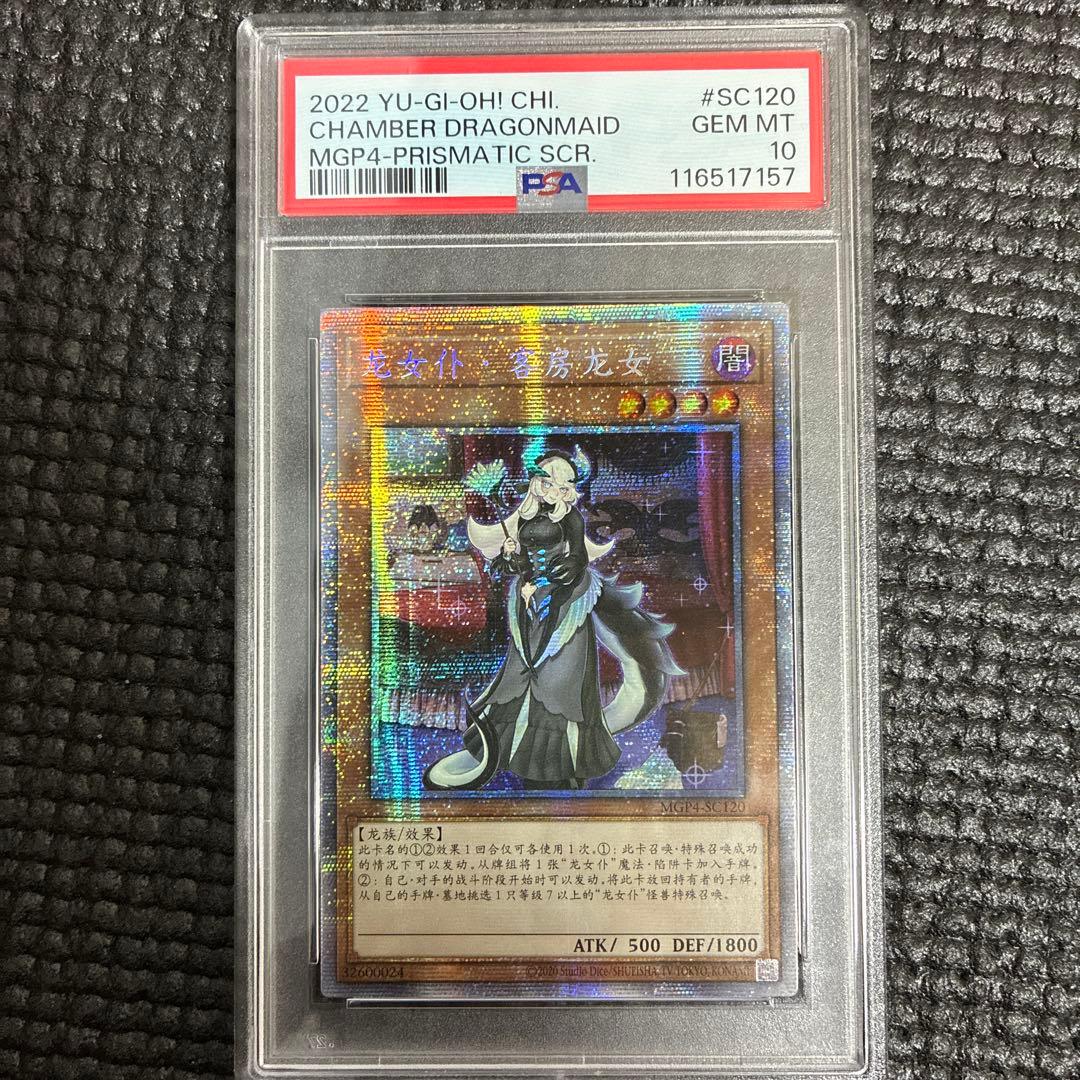 2022 YU-GI-OH! CHI. #SC120
CHAMBER DRAGONMAID GEM MT
MGP4-PRISMATIC SCR. 10
PSA 116517157
龙女仆·客房龙女 闇
MGP4-SC120
【龙族/效果】
此卡名的①②效果1回合仅可各使用1次。①：此卡召唤·特殊召唤成功
的情况下可以发动。从牌组将1张“龙女仆”魔法·陷阱卡加入手牌。
②：自己·对手的战斗阶段开始时可以发动。将此卡放回持有者的手牌，
从自己的手牌·墓地挑选1只等级7以上的“龙女仆”怪兽特殊召唤。
ATK/ 500 DEF/1800
32600024 ©2020 Studio Dice/SHUEISHA, TV TOKYO, KONAMI